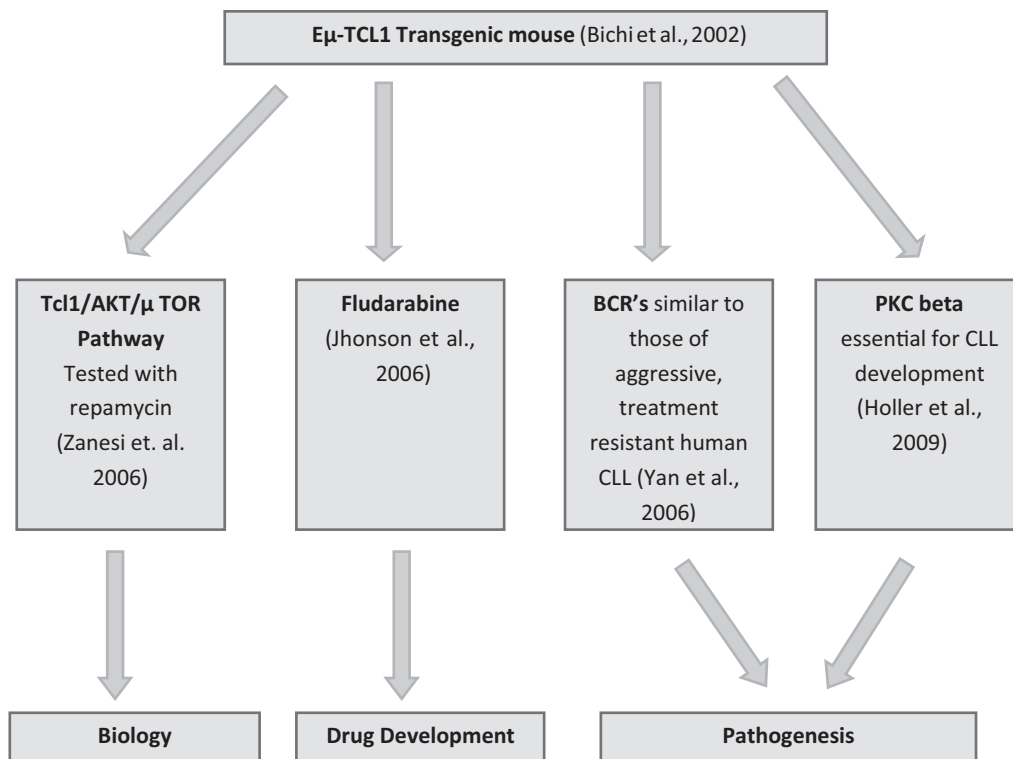 Eµ-TCL1 Transgenic mouse (Bichi et al., 2002)
Tcl1/AKT/µ TOR
Pathway
Tested with
repamycin
(Zanesi et. al.
2006)
Fludarabine
(Jhonson et al.,
2006)
BCR's similar to
those of
aggressive,
treatment
resistant human
CLL (Yan et al.,
2006)
PKC beta
essential for CLL
development
(Holler et al.,
2009)
Biology
Drug Development
Pathogenesis